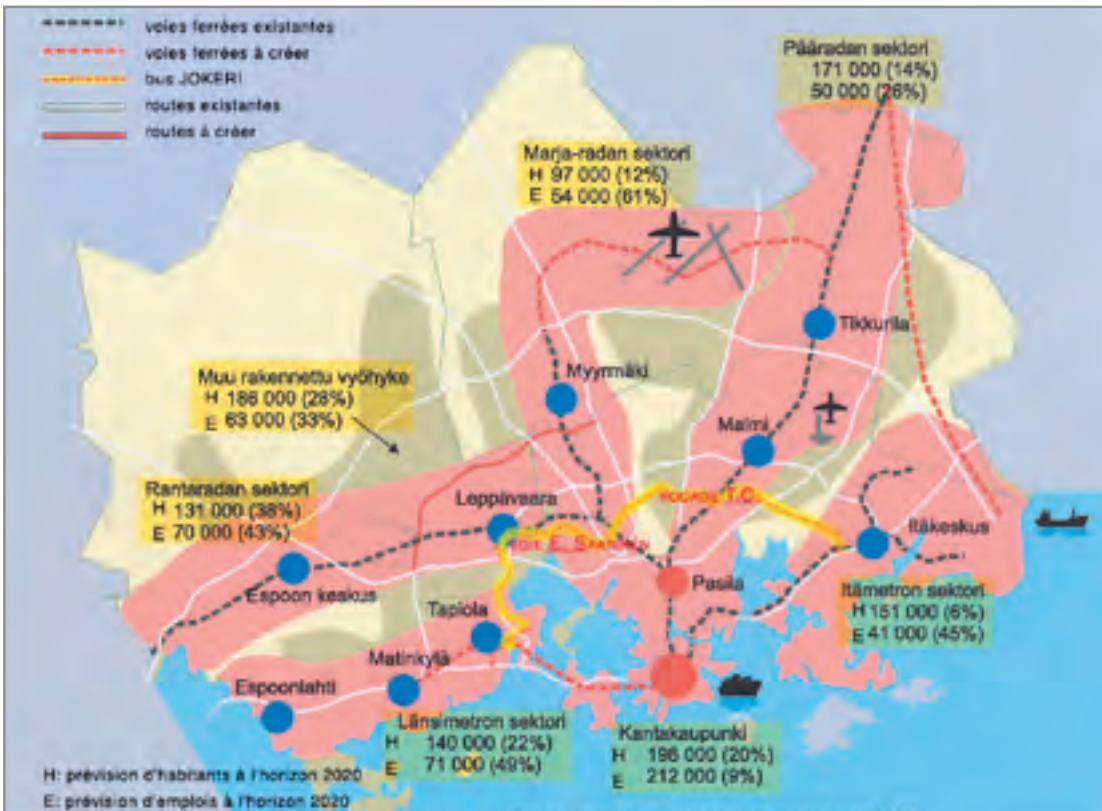 voies ferrées existantes
voies ferrées à créer
bus JOKERI
routes existantes
routes à créer
Pääradan sektori
171 000 (14%)
50 000 (26%)
Marja-radan sektori
H 97 000 (12%)
E 54 000 (61%)
Tikkurila
Muu rakennettu vyöhyke
H 186 000 (28%)
E 63 000 (33%)
Myyrmäki
Malmi
Rantaradan sektori
H 131 000 (38%)
E 70 000 (43%)
Leppävaara
Itäkeskus
Espoon keskus
Pasila
Itämetron sektori
H 151 000 (6%)
E 41 000 (45%)
Tapiola
Matinkylä
Espoonlahti
Länsimetron sektori
H 140 000 (22%)
E 71 000 (49%)
Kantakaupunki
H 198 000 (20%)
E 212 000 (9%)
H: prévision d'habitants à l'horizon 2020
E: prévision d'emplois à l'horizon 2020